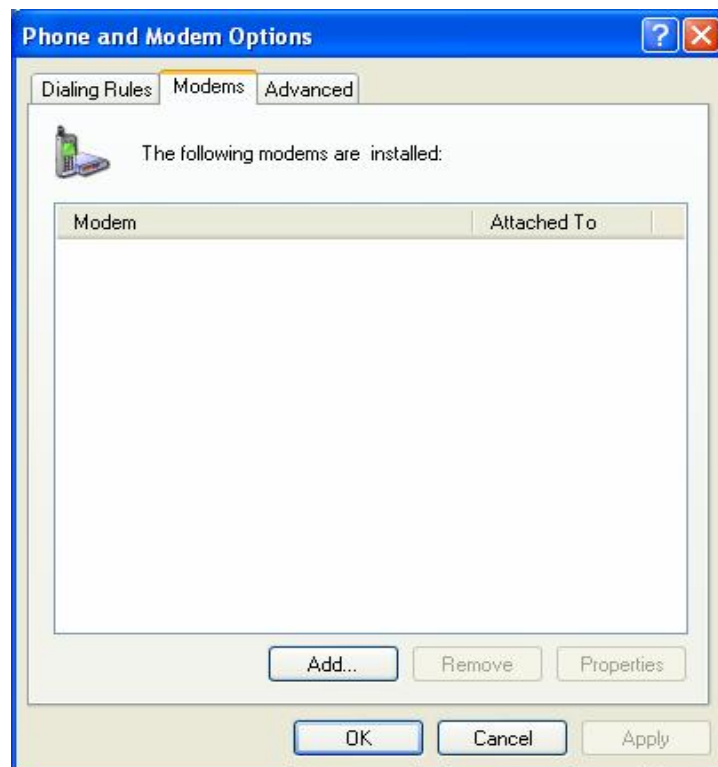 Phone and Modem Options
Dialing Rules Modems Advanced
The following modems are installed:
Modem Attached To
Add... Remove Properties
OK Cancel Apply